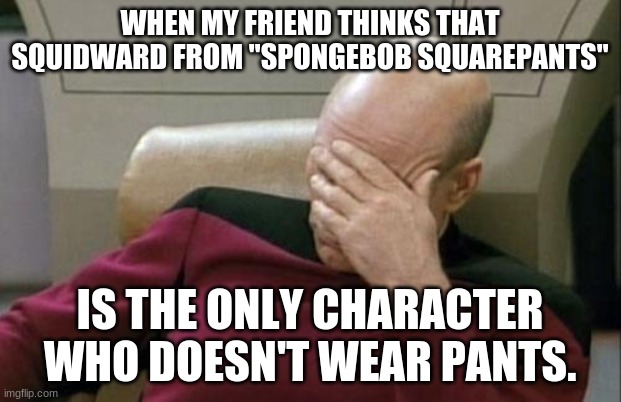 WHEN MY FRIEND THINKS THAT
SQUIDWARD FROM "SPONGEBOB SQUAREPANTS"
IS THE ONLY CHARACTER
WHO DOESN'T WEAR PANTS.
imgflip.com